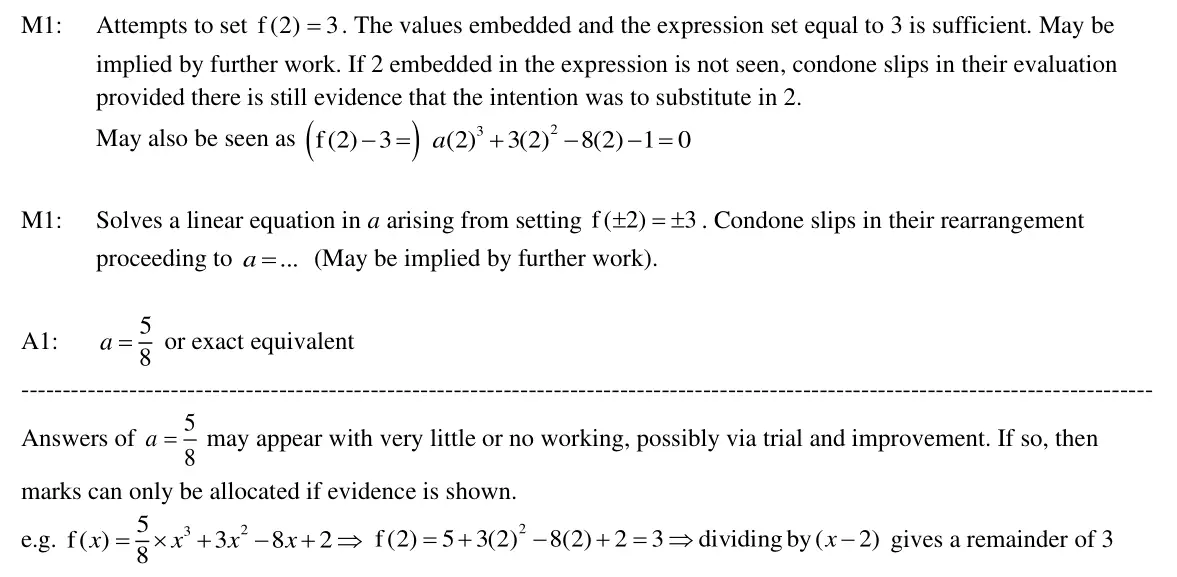 M1: Attempts to set f(2) = 3. The values embedded and the expression set equal to 3 is sufficient. May be
implied by further work. If 2 embedded in the expression is not seen, condone slips in their evaluation
provided there is still evidence that the intention was to substitute in 2.
May also be seen as (f(2) − 3 =) a(2)³ + 3(2)² − 8(2) − 1 = 0
M1: Solves a linear equation in a arising from setting f(±2) = ±3. Condone slips in their rearrangement
proceeding to a = ... (May be implied by further work).
A1: a = 5/8 or exact equivalent
Answers of a = 5/8 may appear with very little or no working, possibly via trial and improvement. If so, then
marks can only be allocated if evidence is shown.
e.g. f(x) = 5/8 × x³ + 3x² − 8x + 2 ⇒ f(2) = 5 + 3(2)² − 8(2) + 2 = 3 ⇒ dividing by (x − 2) gives a remainder of 3